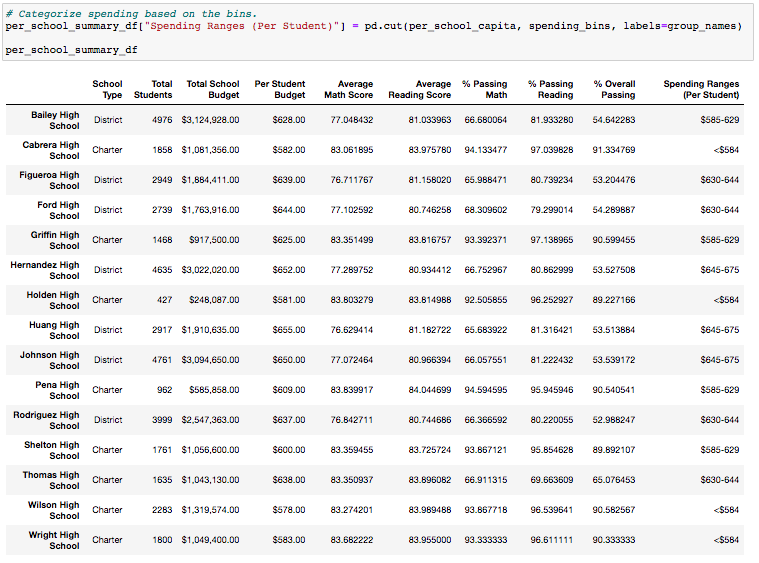 # Categorize spending based on the bins.
per_school_summary_df["Spending Ranges (Per Student)"] = pd.cut(per_school_capita, spending_bins, labels=group_names)
per_school_summary_df
School Type Total Students Total School Budget Per Student Budget Average Math Score Average Reading Score % Passing Math % Passing Reading % Overall Passing Spending Ranges (Per Student)
Bailey High School District 4976 $3,124,928.00 $628.00 77.048432 81.033963 66.680064 81.933280 54.642283 $585-629
Cabrera High School Charter 1858 $1,081,356.00 $582.00 83.061895 83.975780 94.133477 97.039828 91.334769 <$584
Figueroa High School District 2949 $1,884,411.00 $639.00 76.711767 81.158020 65.988471 80.739234 53.204476 $630-644
Ford High School District 2739 $1,763,916.00 $644.00 77.102592 80.746258 68.309602 79.299014 54.289887 $630-644
Griffin High School Charter 1468 $917,500.00 $625.00 83.351499 83.816757 93.392371 97.138965 90.599455 $585-629
Hernandez High School District 4635 $3,022,020.00 $652.00 77.289752 80.934412 66.752967 80.862999 53.527508 $645-675
Holden High School Charter 427 $248,087.00 $581.00 83.803279 83.814988 92.505855 96.252927 89.227166 <$584
Huang High School District 2917 $1,910,635.00 $655.00 76.629414 81.182722 65.683922 81.316421 53.513884 $645-675
Johnson High School District 4761 $3,094,650.00 $650.00 77.072464 80.966394 66.057551 81.222432 53.539172 $645-675
Pena High School Charter 962 $585,858.00 $609.00 83.839917 84.044699 94.594595 95.945946 90.540541 $585-629
Rodriguez High School District 3999 $2,547,363.00 $637.00 76.842711 80.744686 66.366592 80.220055 52.988247 $630-644
Shelton High School Charter 1761 $1,056,600.00 $600.00 83.359455 83.725724 93.867121 95.854628 89.892107 $585-629
Thomas High School Charter 1635 $1,043,130.00 $638.00 83.350937 83.896082 66.911315 69.663609 65.076453 $630-644
Wilson High School Charter 2283 $1,319,574.00 $578.00 83.274201 83.989488 93.867718 96.539641 90.582567 <$584
Wright High School Charter 1800 $1,049,400.00 $583.00 83.682222 83.955000 93.333333 96.611111 90.333333 <$584